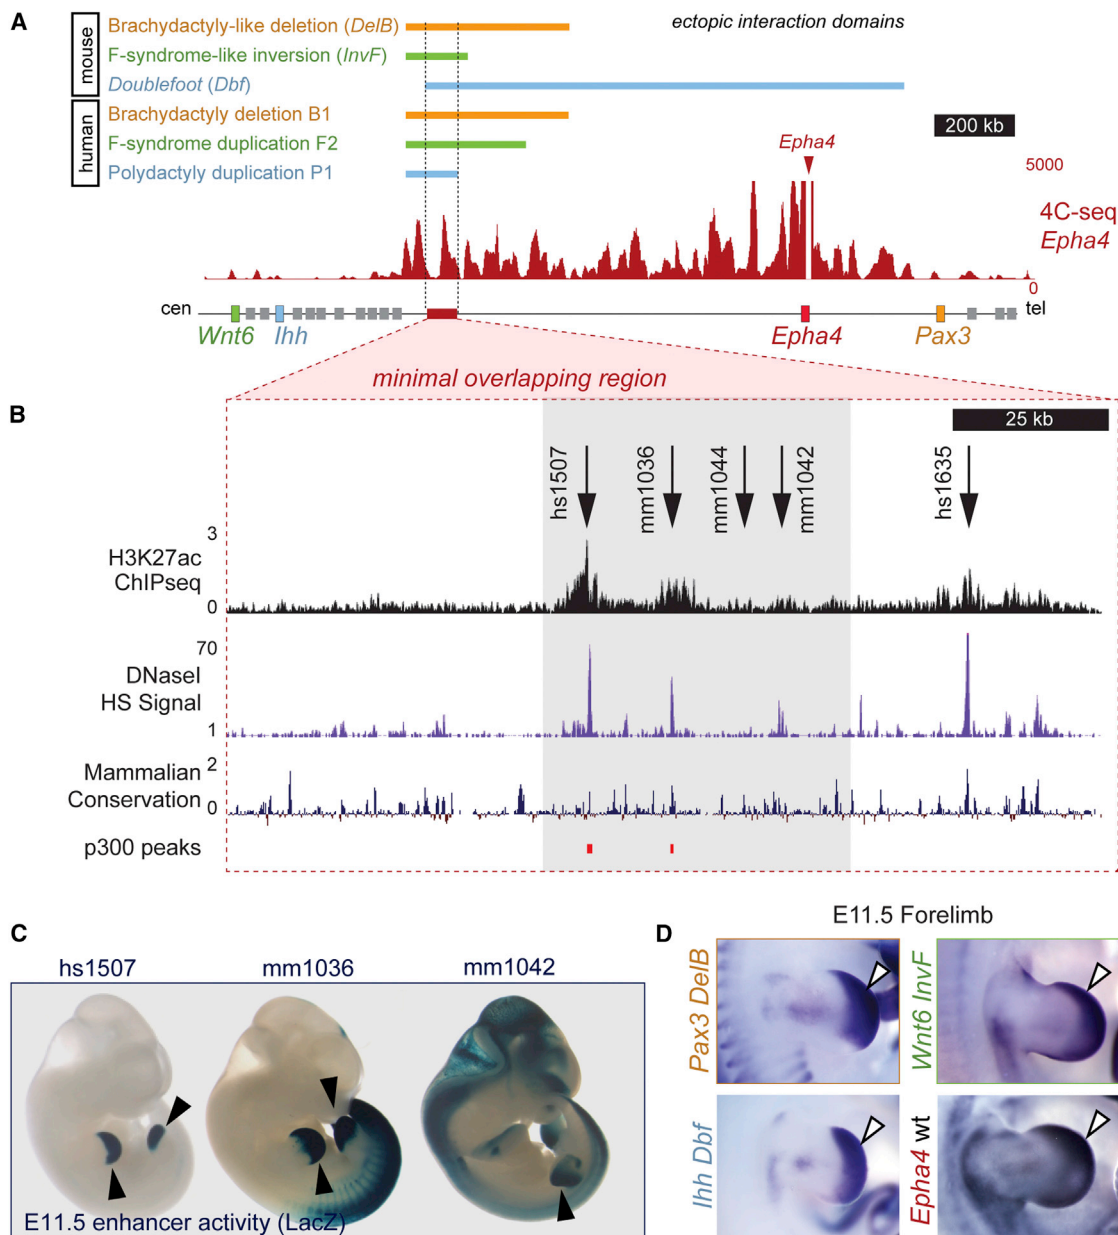 A
mouse
human
Brachydactyly-like deletion (DelB)
F-syndrome-like inversion (InvF)
Doublefoot (Dbf)
Brachydactyly deletion B1
F-syndrome duplication F2
Polydactyly duplication P1
ectopic interaction domains
200 kb
Epha4
5000
4C-seq
Epha4
0
cen
tel
Wnt6
Ihh
Epha4
Pax3
minimal overlapping region
B
25 kb
hs1507
mm1036
mm1044
mm1042
hs1635
3
H3K27ac
ChIPseq
0
70
DNaseI
HS Signal
1
2
Mammalian
Conservation
0
p300 peaks
C
hs1507
mm1036
mm1042
E11.5 enhancer activity (LacZ)
D
E11.5 Forelimb
Pax3 DelB
Wnt6 InvF
Ihh Dbf
Epha4 wt